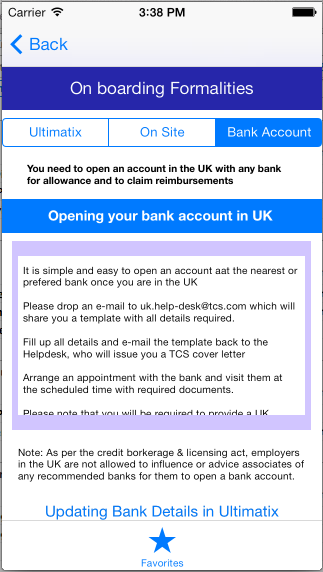 Carrier 3:38 PM
Back
On boarding Formalities
Ultimatix On Site Bank Account
You need to open an account in the UK with any bank
for allowance and to claim reimbursements
Opening your bank account in UK
It is simple and easy to open an account aat the nearest or
prefered bank once you are in the UK
Please drop an e-mail to uk.help-desk@tcs.com which will
share you a template with all details required.
Fill up all details and e-mail the template back to the
Helpdesk, who will issue you a TCS cover letter
Arrange an appointment with the bank and visit them at
the scheduled time with required documents.
Please note that you will be required to provide a UK
Note: As per the credit borkerage & licensing act, employers
in the UK are not allowed to influence or advice associates of
any recommended banks for them to open a bank account.
Updating Bank Details in Ultimatix
Favorites